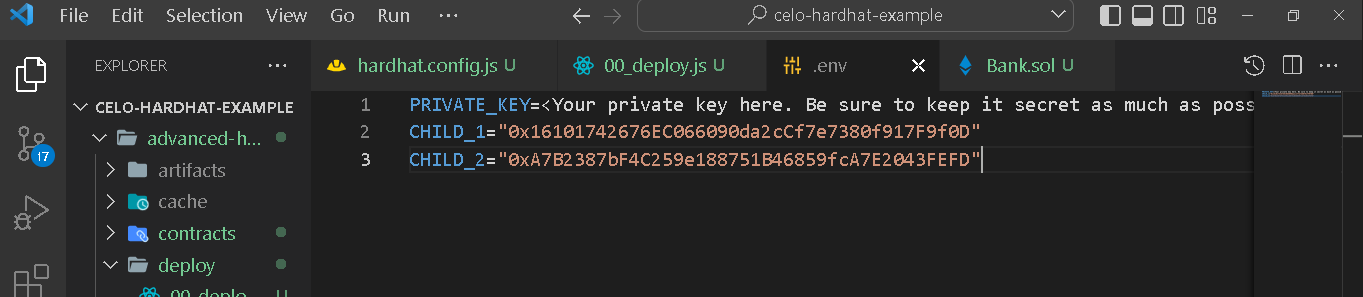 File Edit Selection View Go Run ··· celo-hardhat-example
EXPLORER ···
hardhat.config.js U 00_deploy.js U .env Bank.sol U ···
CELO-HARDHAT-EXAMPLE
advanced-h...
artifacts
cache
contracts
deploy
00_deplo U
17
1 PRIVATE_KEY=<Your private key here. Be sure to keep it secret as much as poss
2 CHILD_1="0x16101742676EC066090da2cCf7e7380f917F9f0D"
3 CHILD_2="0xA7B2387bF4C259e188751B46859fcA7E2043FEFD"